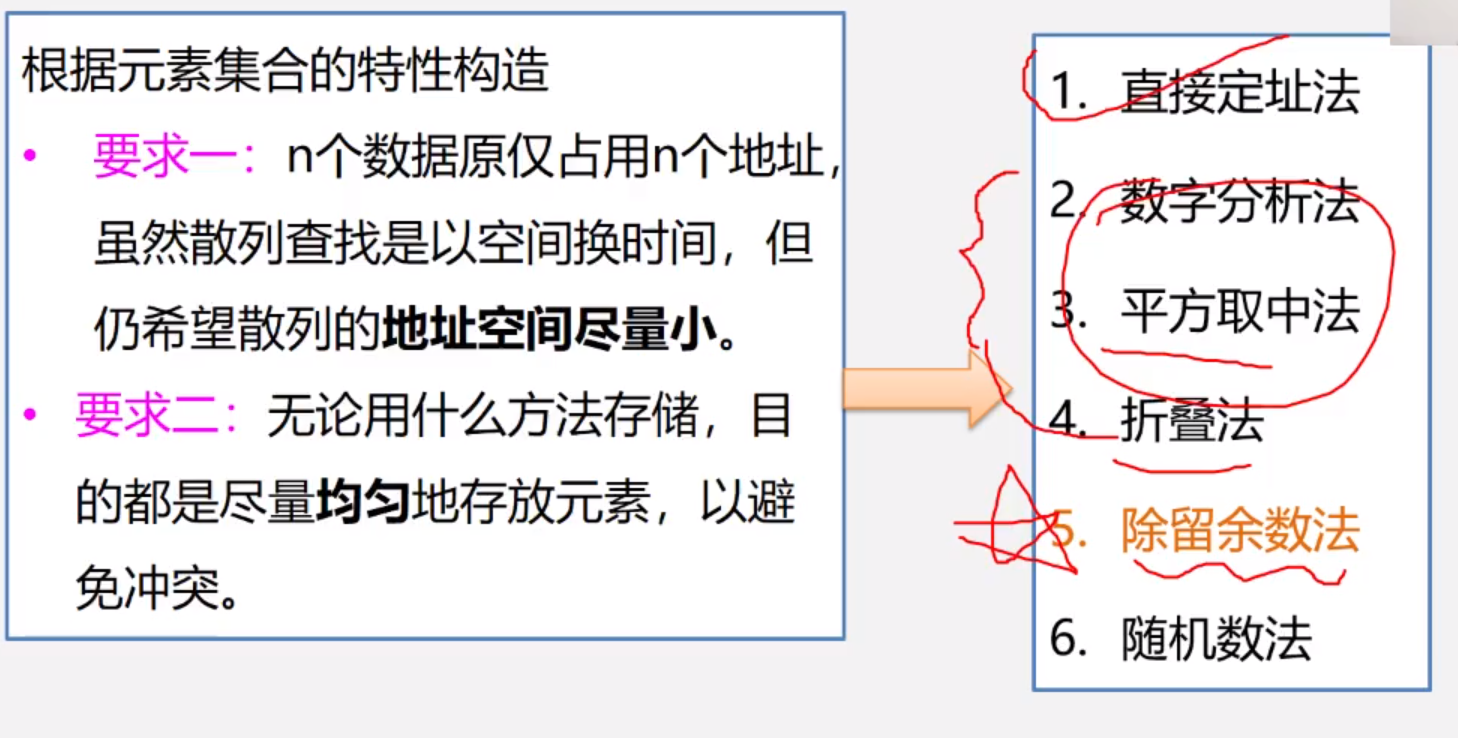 根据元素集合的特性构造
• 要求一：n个数据原仅占用n个地址，
虽然散列查找是以空间换时间，但
仍希望散列的地址空间尽量小。
• 要求二：无论用什么方法存储，目
的都是尽量均匀地存放元素，以避
免冲突。
1. 直接定址法
2. 数字分析法
3. 平方取中法
4. 折叠法
5. 除留余数法
6. 随机数法